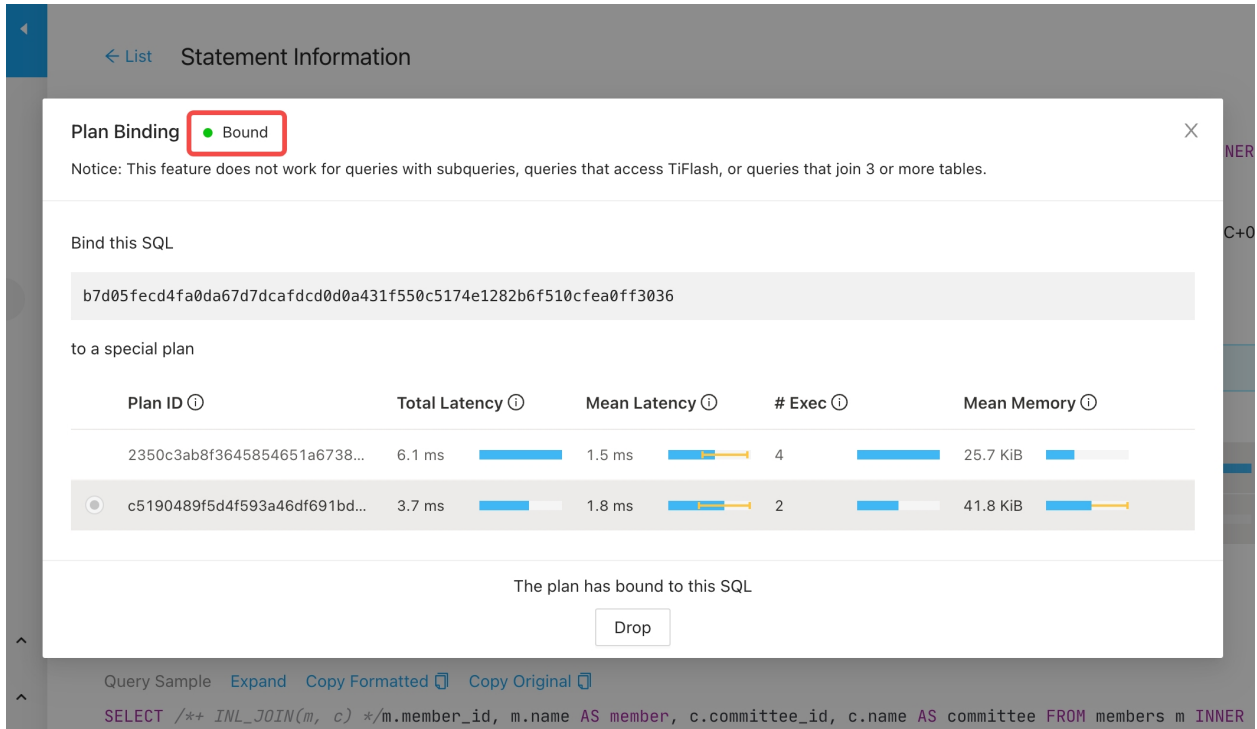 List Statement Information
Plan Binding Bound
Notice: This feature does not work for queries with subqueries, queries that access TiFlash, or queries that join 3 or more tables.
NER
Bind this SQL
C+0
b7d05fecd4fa0da67d7dcafdcd0d0a431f550c5174e1282b6f510cfea0ff3036
to a special plan
Plan ID Total Latency Mean Latency # Exec Mean Memory
2350c3ab8f3645854651a6738... 6.1 ms 1.5 ms 4 25.7 KiB
c5190489f5d4f593a46df691bd... 3.7 ms 1.8 ms 2 41.8 KiB
The plan has bound to this SQL
Drop
Query Sample Expand Copy Formatted Copy Original
SELECT /*+ INL_JOIN(m, c) */m.member_id, m.name AS member, c.committee_id, c.name AS committee FROM members m INNER